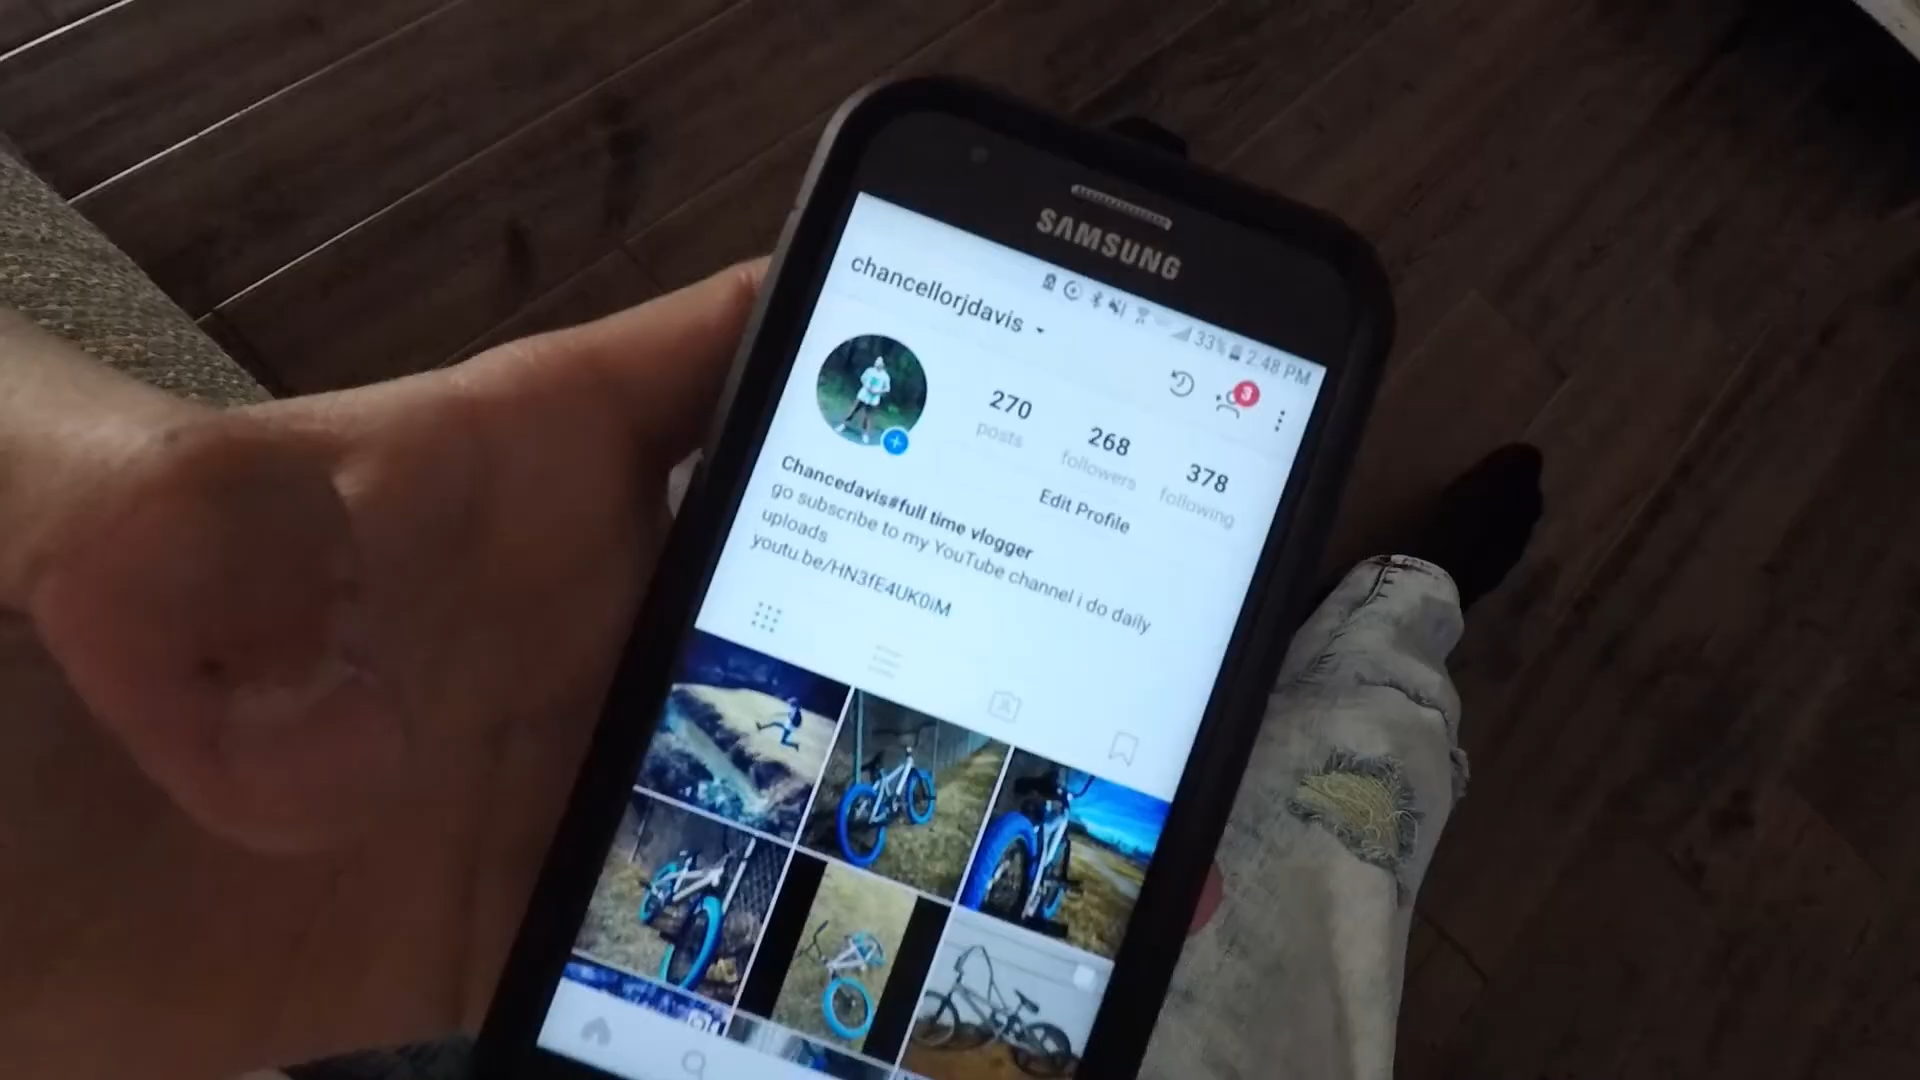 SAMSUNG
33% 2:48 PM
chancellorjdavis
3
270
posts
268
followers
378
following
Edit Profile
Chancedavis#full time vlogger
go subscribe to my YouTube channel i do daily
uploads
youtu.be/HN3fE4UK0iM